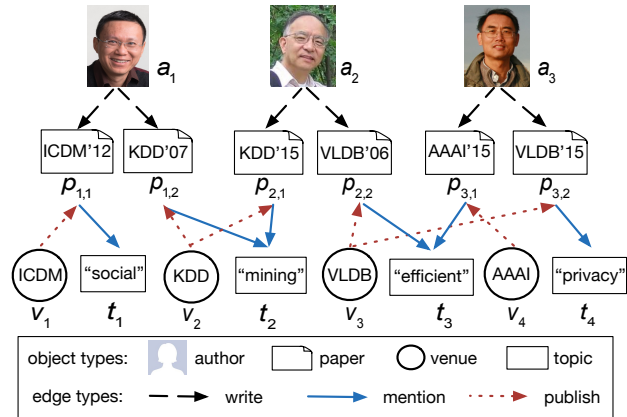 a1 a2 a3
ICDM'12 KDD'07 KDD'15 VLDB'06 AAAI'15 VLDB'15
p1,1 p1,2 p2,1 p2,2 p3,1 p3,2
ICDM “social” KDD “mining” VLDB “efficient” AAAI “privacy”
v1 t1 v2 t2 v3 t3 v4 t4
object types: author paper venue topic
edge types: write mention publish